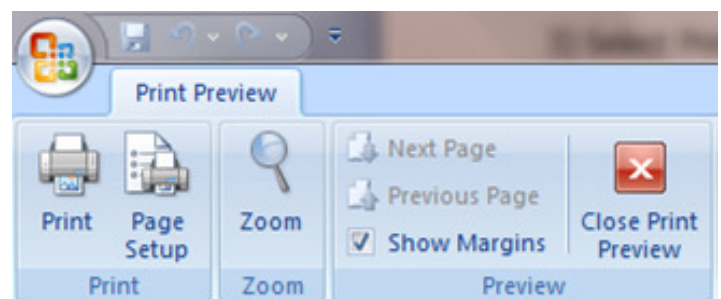 Print Preview
Print
Page
Setup
Print
Zoom
Zoom
Next Page
Previous Page
Show Margins
Close Print
Preview
Preview